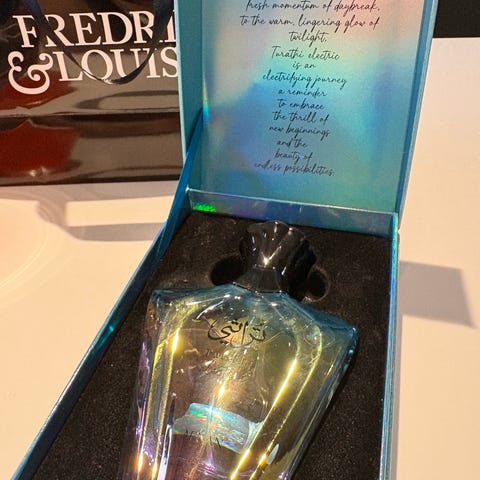 FREDRI
&LOUIS
fresh momentum of daybreak,
to the warm, lingering glow of
twilight,
Turathi electric
is an
electrifying journey
a reminder
to embrace
the thrill of
new beginnings
and the
beauty of
endless possibilities.
تراثي